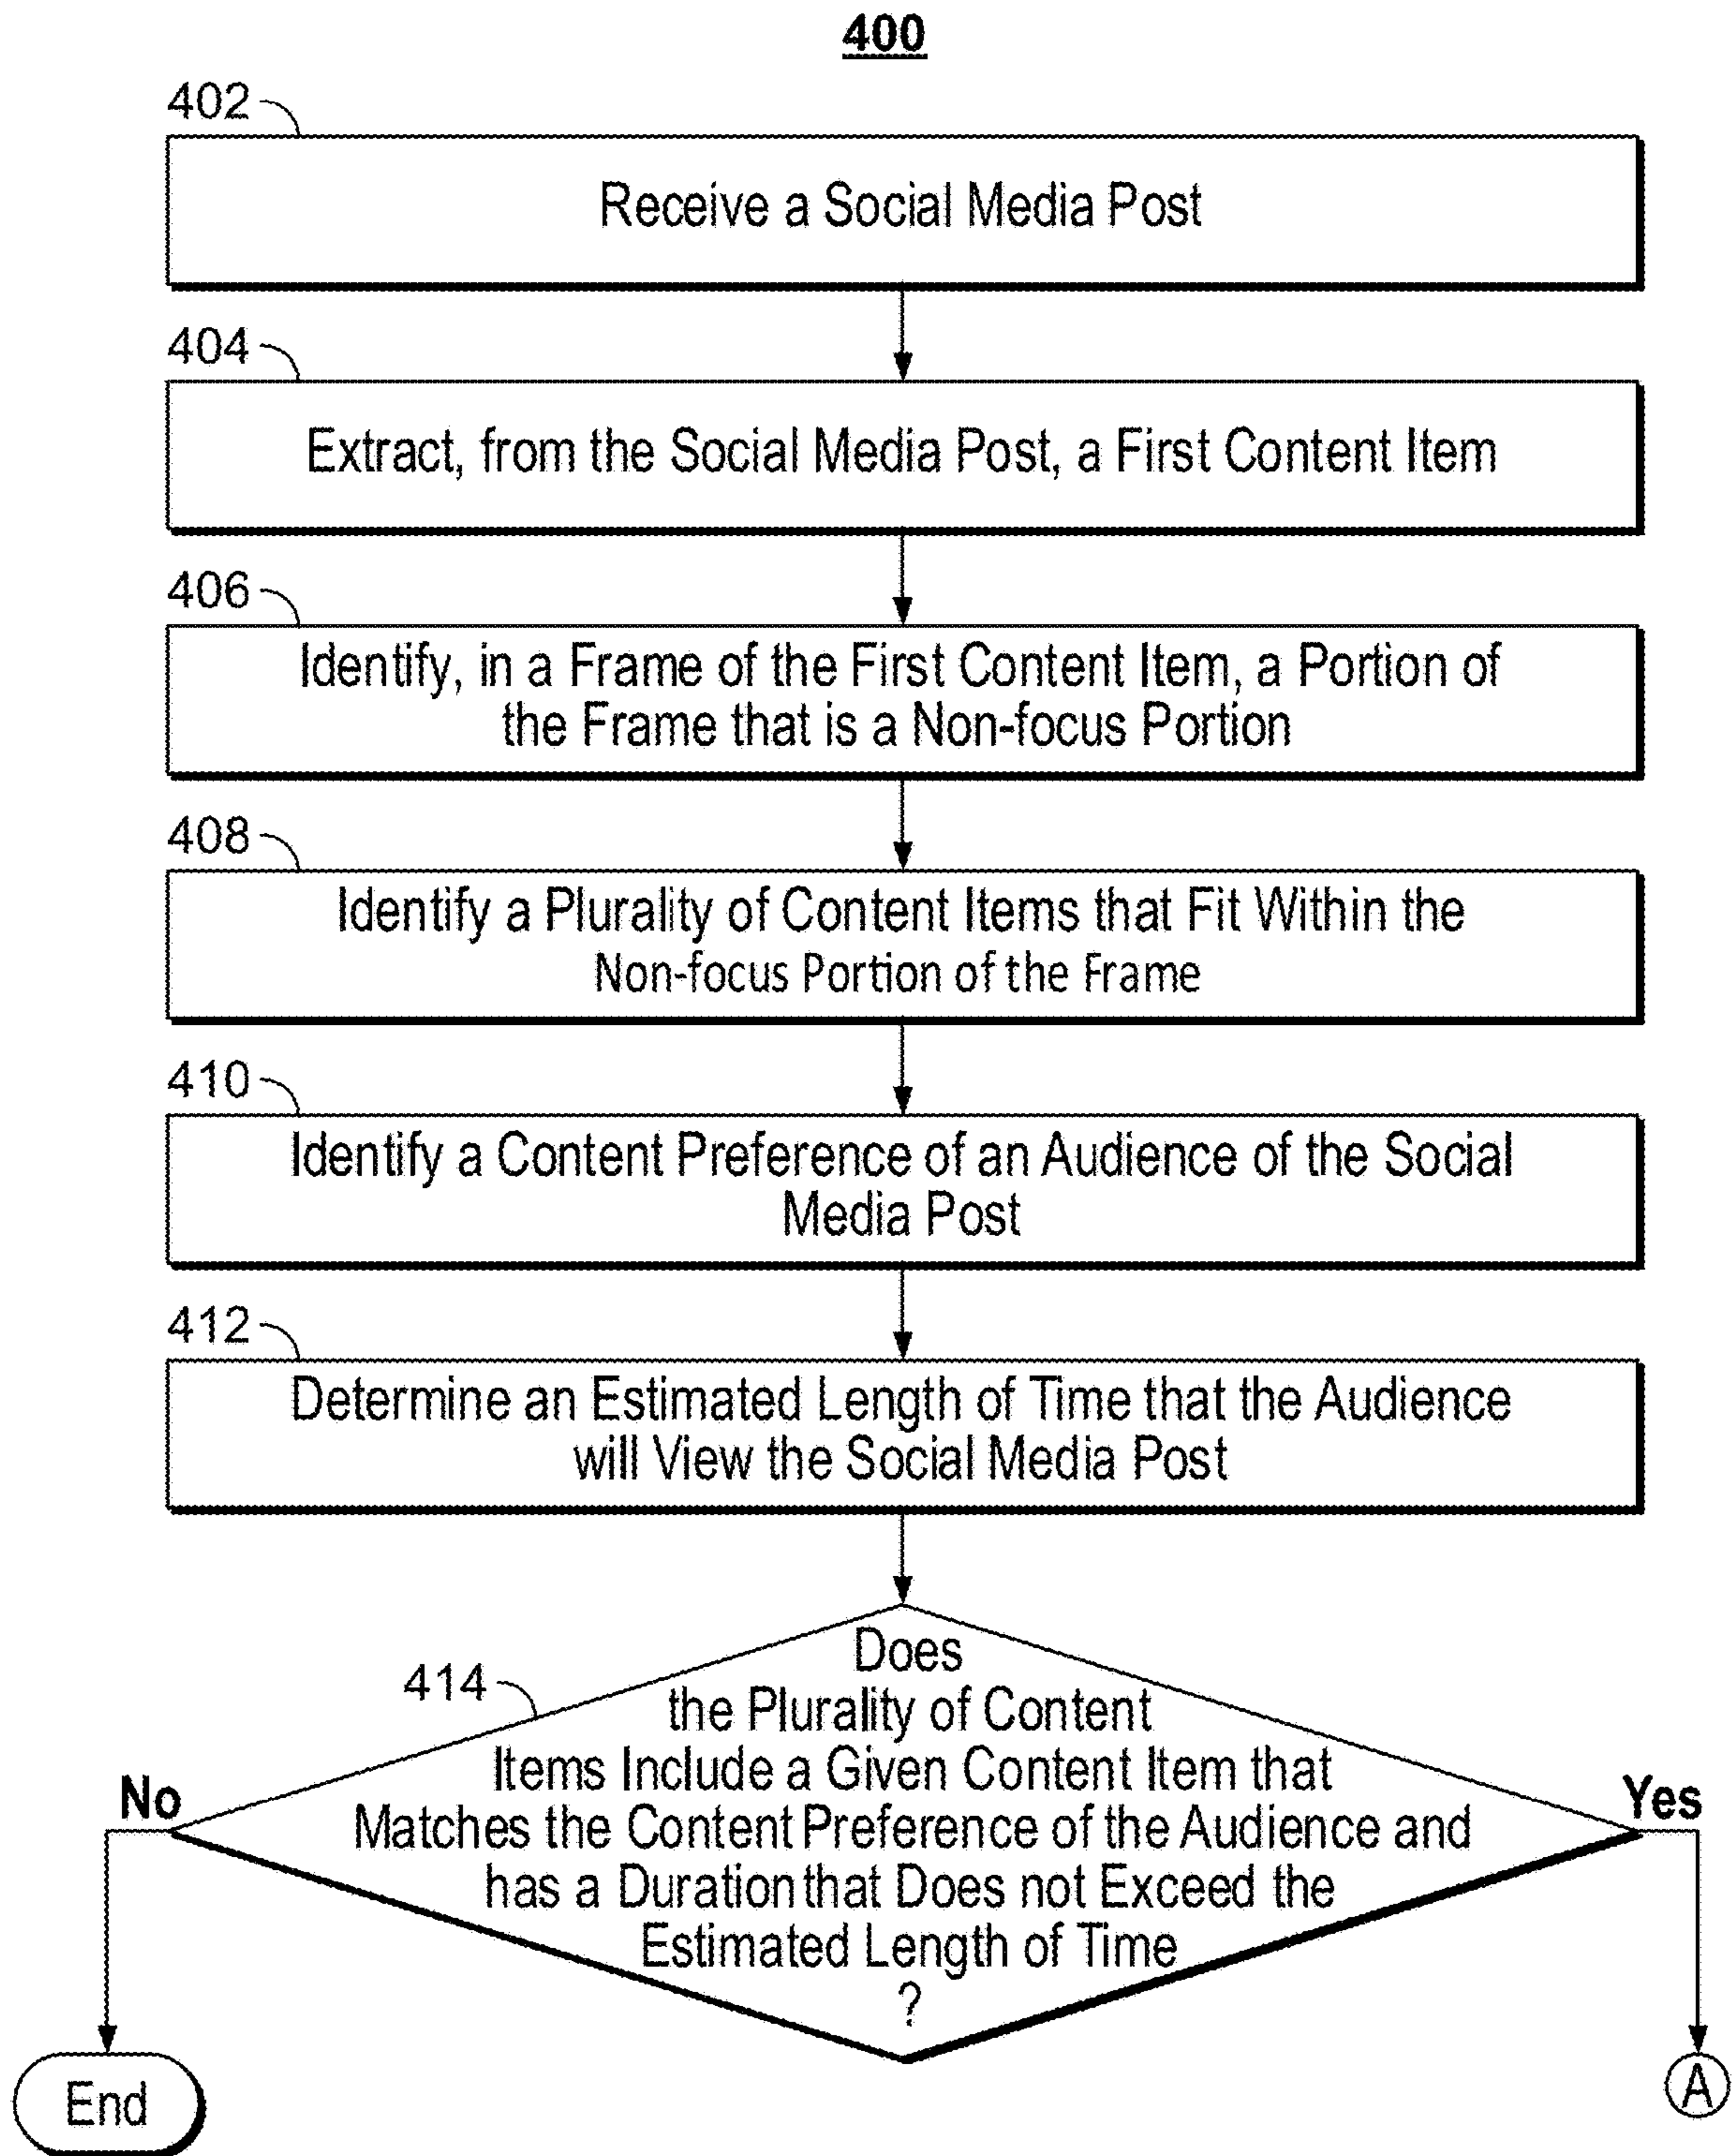 400
402
Receive a Social Media Post
404
Extract, from the Social Media Post, a First Content Item
406
Identify, in a Frame of the First Content Item, a Portion of
the Frame that is a Non-focus Portion
408
Identify a Plurality of Content Items that Fit Within the
Non-focus Portion of the Frame
410
Identify a Content Preference of an Audience of the Social
Media Post
412
Determine an Estimated Length of Time that the Audience
will View the Social Media Post
414
Does
the Plurality of Content
Items Include a Given Content Item that
Matches the Content Preference of the Audience and
has a Duration that Does not Exceed the
Estimated Length of Time
?
No
Yes
End
A